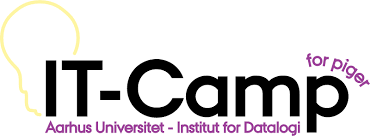 for piger
IT-Camp
Aarhus Universitet - Institut for Datalogi